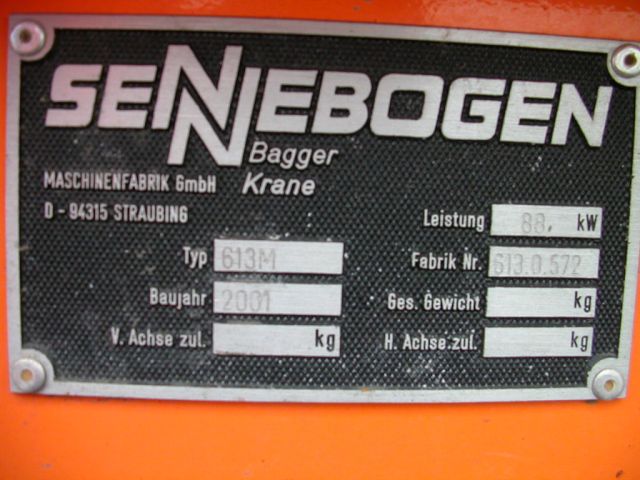 SENNEBOGEN
Bagger
MASCHINENFABRIK GmbH Krane
D - 94315 STRAUBING
Leistung 88, kW
Typ 613M Fabrik Nr. 613.0.572
Baujahr 2001 Ges. Gewicht kg
V. Achse zul. kg H. Achse zul. kg